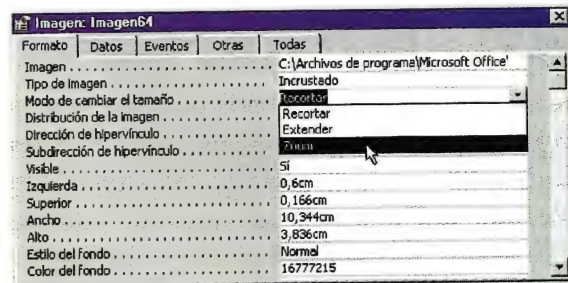 Imagen: Imagen64
Formato Datos Eventos Otras Todas
Imagen . . . . . . . . . . . . . . . . . . . . . . . . C:\Archivos de programa\Microsoft Office'
Tipo de imagen . . . . . . . . . . . . . . . . . . Incrustado
Modo de cambiar el tamaño . . . . . . . . . . Recortar
Distribución de la imagen . . . . . . . . . . . . Recortar
Dirección de hipervínculo . . . . . . . . . . . . Extender
Subdirección de hipervínculo . . . . . . . . . . Zoom
Visible . . . . . . . . . . . . . . . . . . . . . . . . Sí
Izquierda . . . . . . . . . . . . . . . . . . . . . . 0,6cm
Superior . . . . . . . . . . . . . . . . . . . . . . . 0,166cm
Ancho . . . . . . . . . . . . . . . . . . . . . . . . 10,344cm
Alto . . . . . . . . . . . . . . . . . . . . . . . . . 3,836cm
Estilo del fondo . . . . . . . . . . . . . . . . . . Normal
Color del fondo . . . . . . . . . . . . . . . . . . 16777215